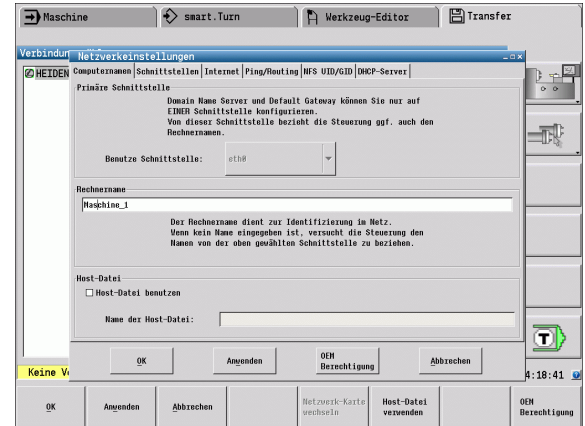 Maschine
smart.Turn
Werkzeug-Editor
Transfer
Netzwerkeinstellungen
HEIDEN
Computernamen Schnittstellen Internet Ping/Routing NFS UID/GID DHCP-Server
Primäre Schnittstelle
Domain Name Server und Default Gateway können Sie nur auf
EINER Schnittstelle konfigurieren.
Von dieser Schnittstelle bezieht die Steuerung ggf. auch den
Rechnernamen.
Benutze Schnittstelle: eth0
Rechnername
Maschine_1
Der Rechnername dient zur Identifizierung im Netz.
Wenn kein Name eingegeben ist, versucht die Steuerung den
Namen von der oben gewählten Schnittstelle zu beziehen.
Host-Datei
Host-Datei benutzen
Name der Host-Datei:
T
OK
Anwenden
OEM
Berechtigung
Abbrechen
Keine
4:18:41
OK
Anwenden
Abbrechen
Netzwerk-Karte
wechseln
Host-Datei
verwenden
OEM
Berechtigung